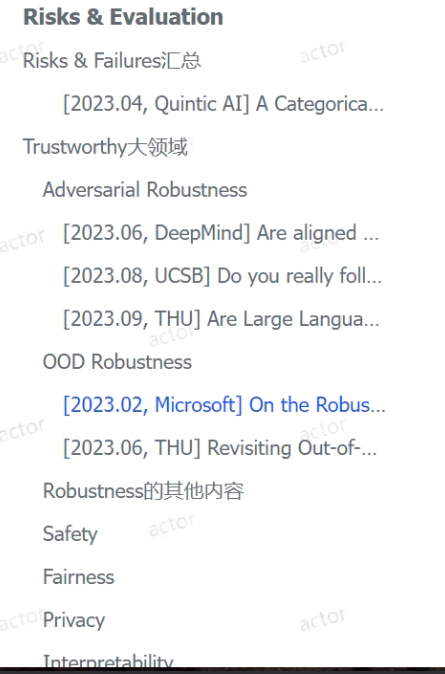 Risks & Evaluation
Risks & Failures汇总
[2023.04, Quintic AI] A Categorica...
Trustworthy大领域
Adversarial Robustness
[2023.06, DeepMind] Are aligned ...
[2023.08, UCSB] Do you really foll...
[2023.09, THU] Are Large Langua...
OOD Robustness
[2023.02, Microsoft] On the Robus...
[2023.06, THU] Revisiting Out-of-...
Robustness的其他内容
Safety
Fairness
Privacy
Interpretability
actor
actor
actor
actor
actor
actor
actor
actor
actor
actor